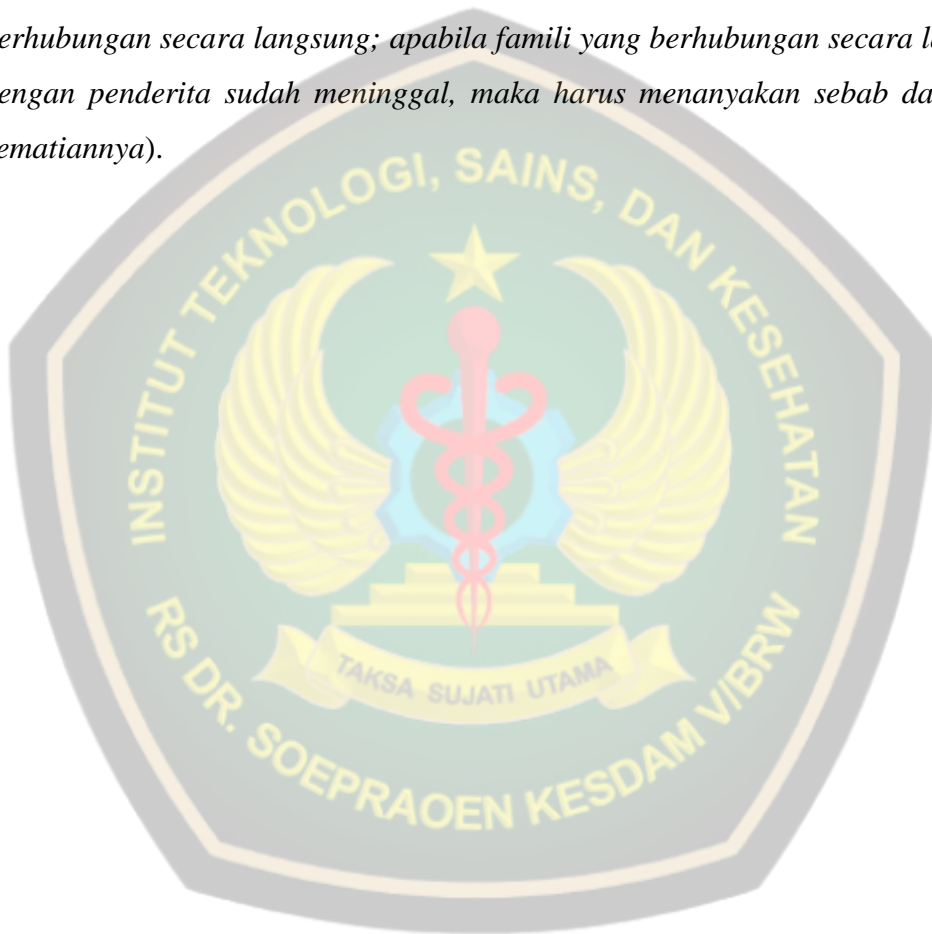 erhubungan secara langsung; apabila famili yang berhubungan secara l
engan penderita sudah meninggal, maka harus menanyakan sebab da
ematiannya).
INSTITUT TEKNOLOGI, SAINS, DAN KESEHATAN
TAKSA SUJATI UTAMA
RS DR. SOEPRAOEN KESDAM V/BRW